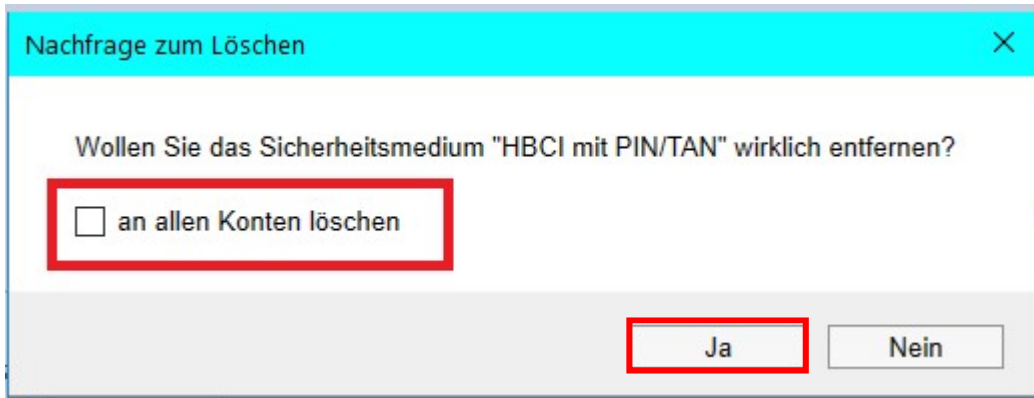 Nachfrage zum Löschen
Wollen Sie das Sicherheitsmedium "HBCI mit PIN/TAN" wirklich entfernen?
an allen Konten löschen
Ja
Nein